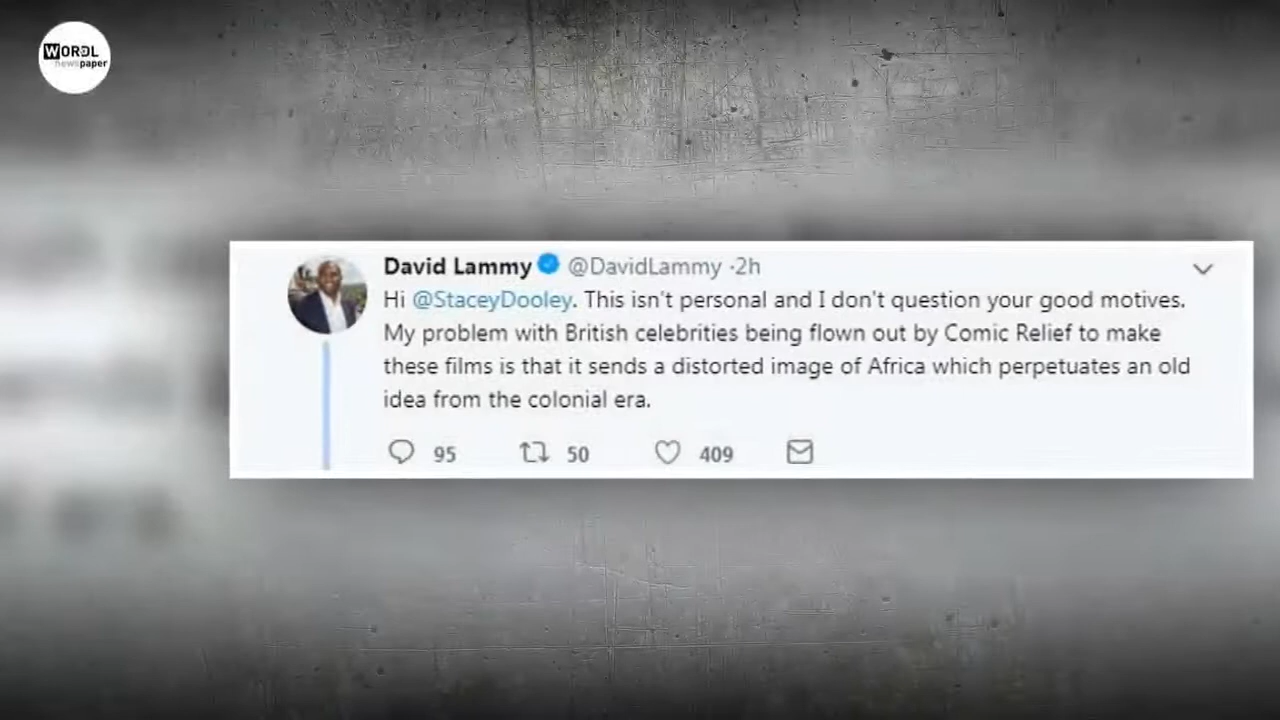 WORDL
newspaper
David Lammy @DavidLammy ·2h
Hi @StaceyDooley. This isn't personal and I don't question your good motives.
My problem with British celebrities being flown out by Comic Relief to make
these films is that it sends a distorted image of Africa which perpetuates an old
idea from the colonial era.
95 50 409